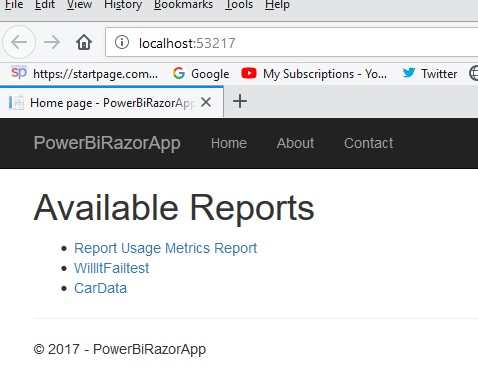 File Edit View History Bookmarks Tools Help
localhost:53217
sp https://startpage.com... G Google My Subscriptions - Yo... Twitter
Home page - PowerBiRazorApp
PowerBiRazorApp Home About Contact
Available Reports
Report Usage Metrics Report
WillItFailtest
CarData
© 2017 - PowerBiRazorApp